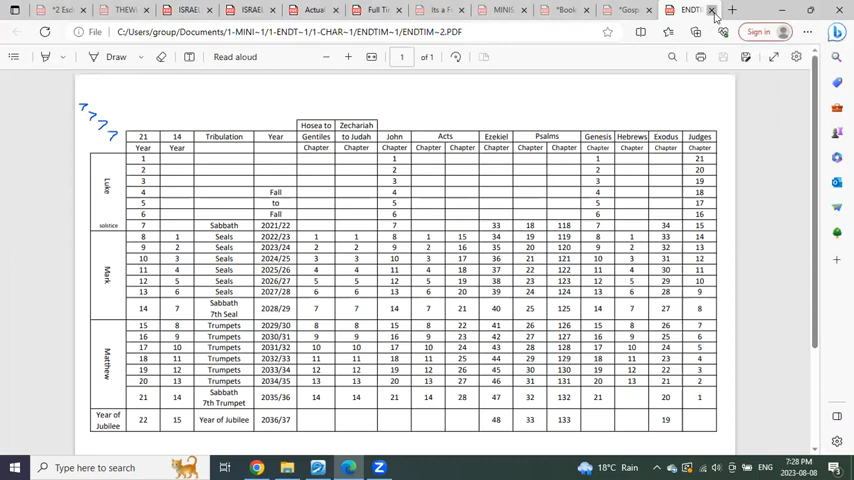 *2 Esd
THEW
ISRAEL
ISRAEL
Actual
Full Tin
Its a Fr
MINIS
*Book
*Gosp
ENDTI
File C:/Users/group/Documents/1-MINI~1/1-ENDT~1/1-CHAR~1/ENDTIM~1/ENDTIM~2.PDF Sign in
Draw 1 of 1
Hosea to Zechariah
21 14 Tribulation Year Gentiles to Judah John Acts Ezekiel Psalms Genesis Hebrews Exodus Judges
Year Year Chapter Chapter Chapter Chapter Chapter Chapter Chapter Chapter Chapter Chapter Chapter Chapter
Luke
1 1 1 21
2 2 2 20
3 3 3 19
4 Fall 4 4 18
5 to 5 5 17
6 Fall 6 6 16
solstice 7 Sabbath 2021/22 7 33 18 118 7 34 15
Mark
8 1 Seals 2022/23 1 1 8 1 15 34 19 119 8 1 33 14
9 2 Seals 2023/24 2 2 9 2 16 35 20 120 9 2 32 13
10 3 Seals 2024/25 3 3 10 3 17 36 21 121 10 3 31 12
11 4 Seals 2025/26 4 4 11 4 18 37 22 122 11 4 30 11
12 5 Seals 2026/27 5 5 12 5 19 38 23 123 12 5 29 10
13 6 Seals 2027/28 6 6 13 6 20 39 24 124 13 6 28 9
Sabbath
14 7 7th Seal 2028/29 7 7 14 7 21 40 25 125 14 7 27 8
Matthew
15 8 Trumpets 2029/30 8 8 15 8 22 41 26 126 15 8 26 7
16 9 Trumpets 2030/31 9 9 16 9 23 42 27 127 16 9 25 6
17 10 Trumpets 2031/32 10 10 17 10 24 43 28 128 17 10 24 5
18 11 Trumpets 2032/33 11 11 18 11 25 44 29 129 18 11 23 4
19 12 Trumpets 2033/34 12 12 19 12 26 45 30 130 19 12 22 3
20 13 Trumpets 2034/35 13 13 20 13 27 46 31 131 20 13 21 2
Sabbath
21 14 7th Trumpet 2035/36 14 14 21 14 28 47 32 132 21 20 1
Year of Jubilee 22 15 Year of Jubilee 2036/37 48 33 133 19
Type here to search
18°C Rain
ENG
7:28 PM
2023-08-08